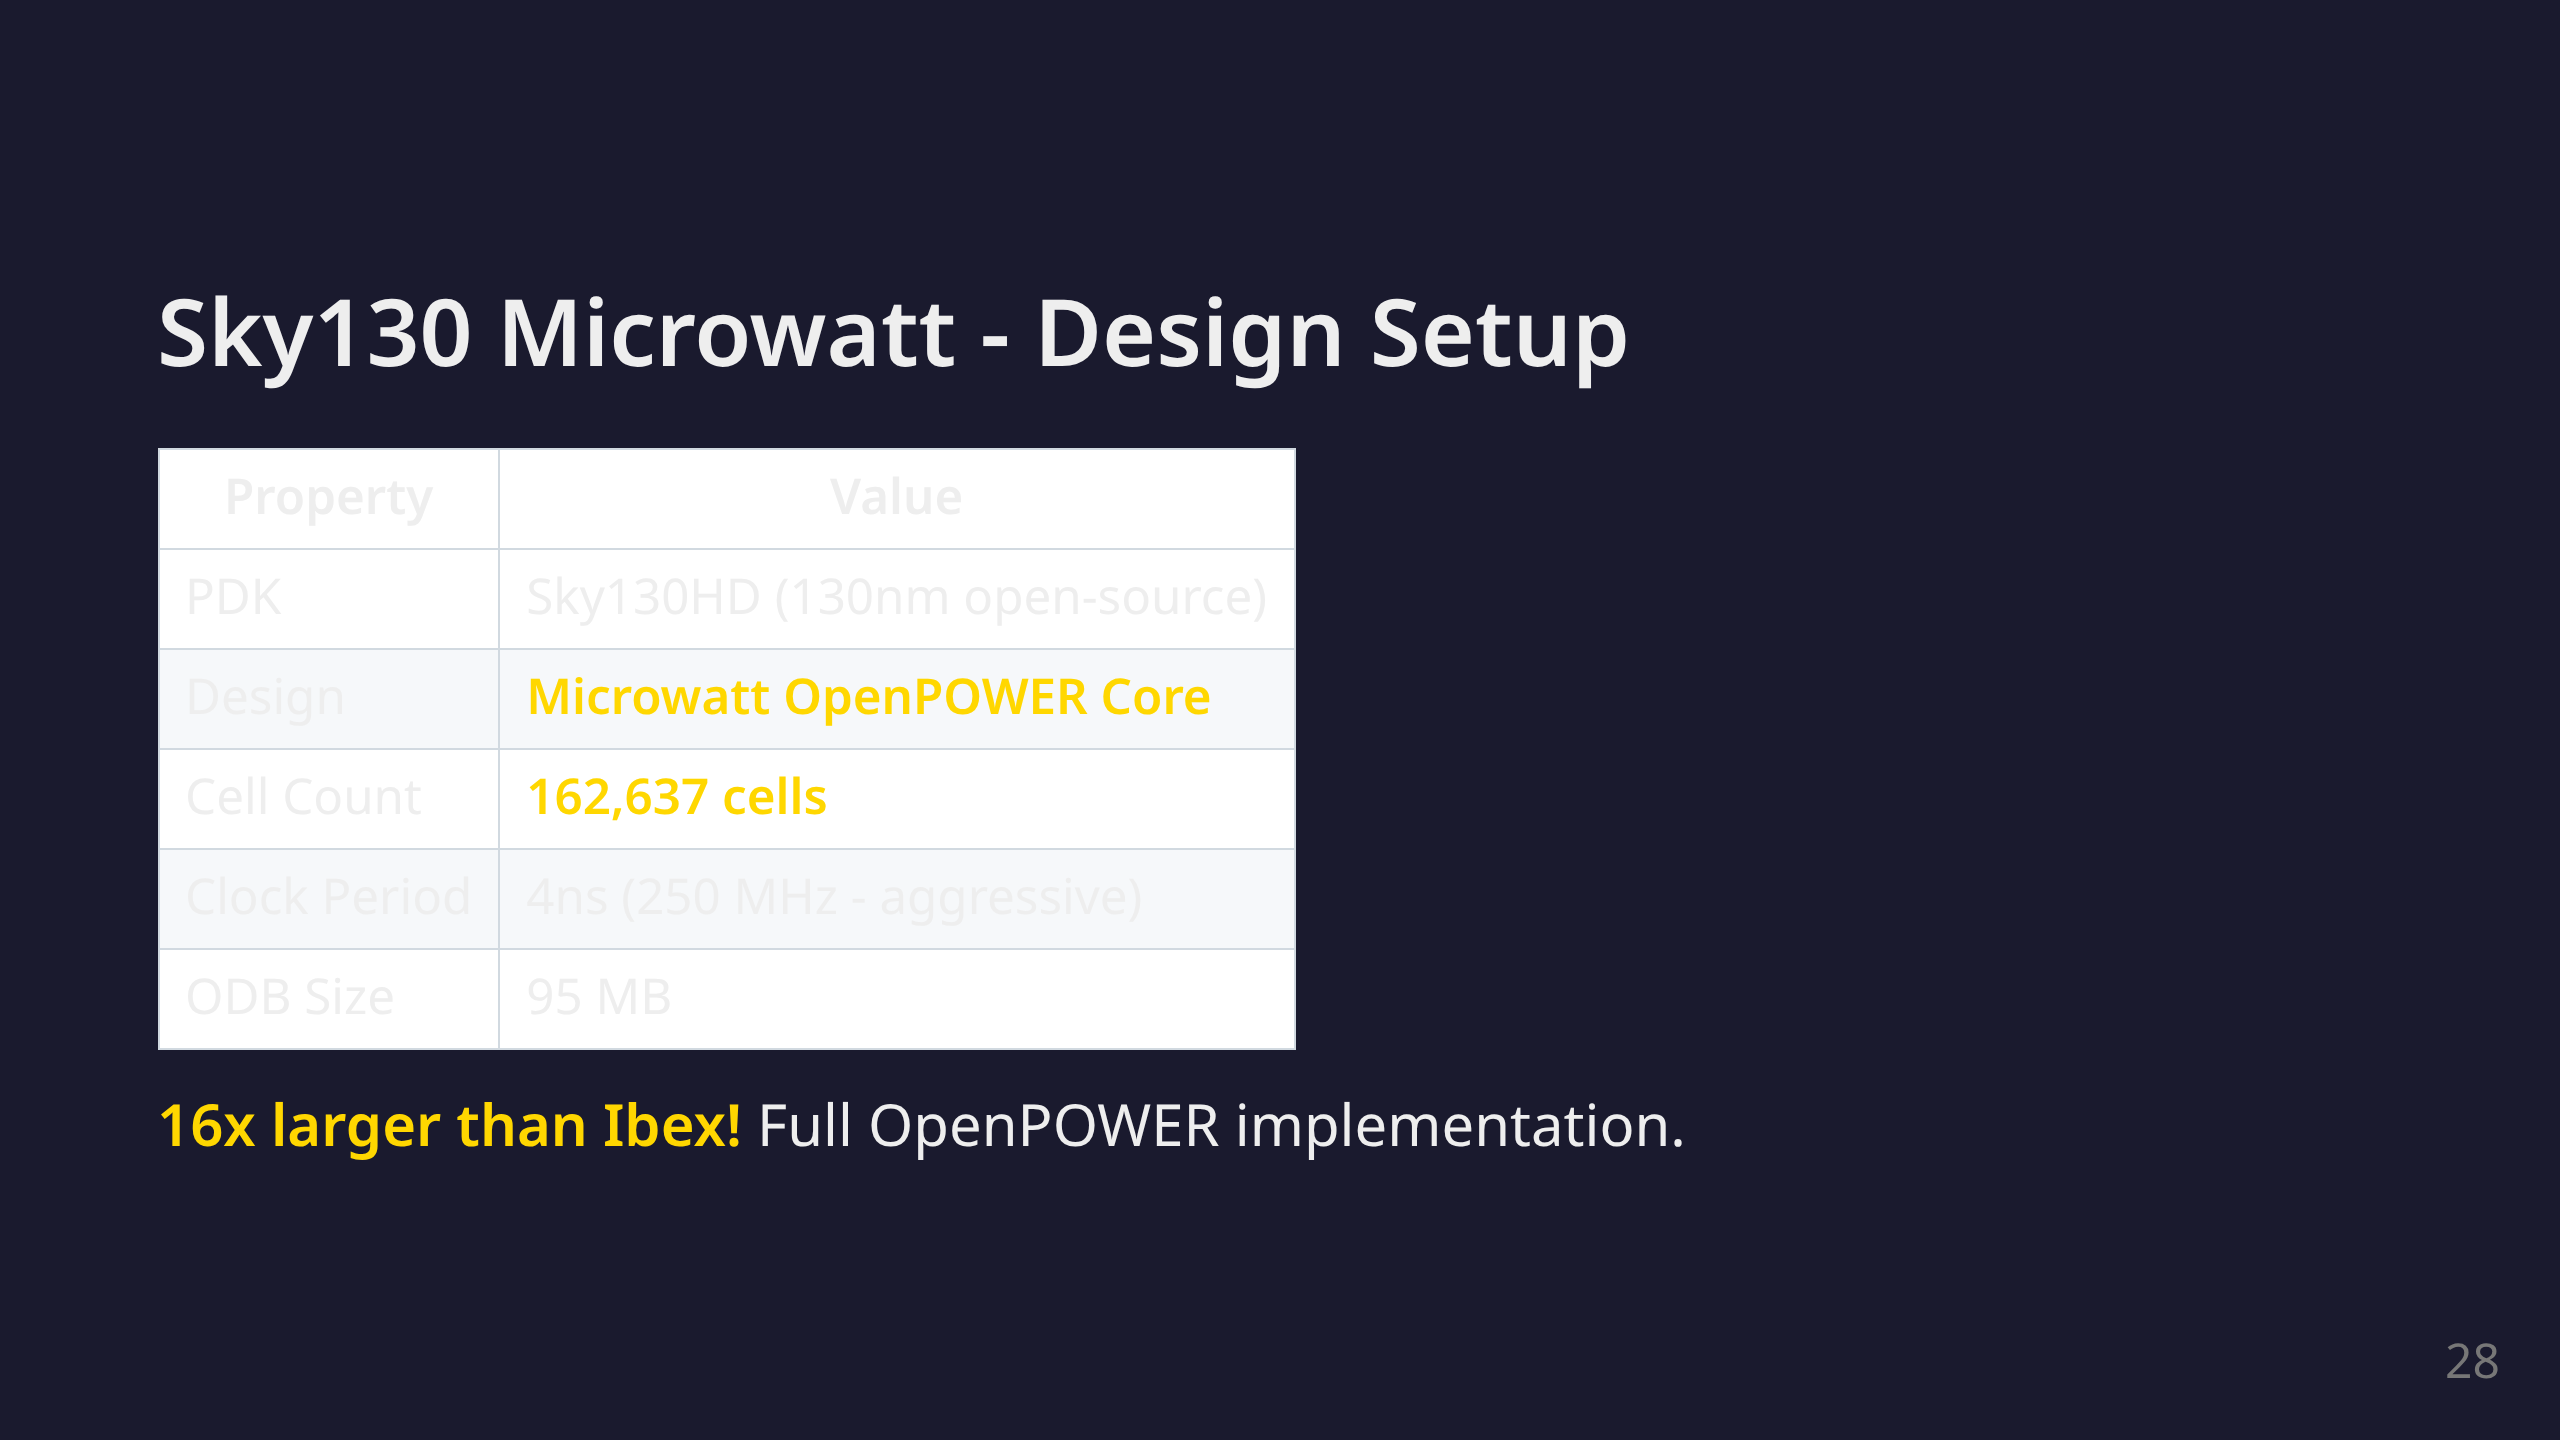 Sky130 Microwatt - Design Setup
Property Value
PDK Sky130HD (130nm open-source)
Design Microwatt OpenPOWER Core
Cell Count 162,637 cells
Clock Period 4ns (250 MHz - aggressive)
ODB Size 95 MB
16x larger than Ibex! Full OpenPOWER implementation.
28